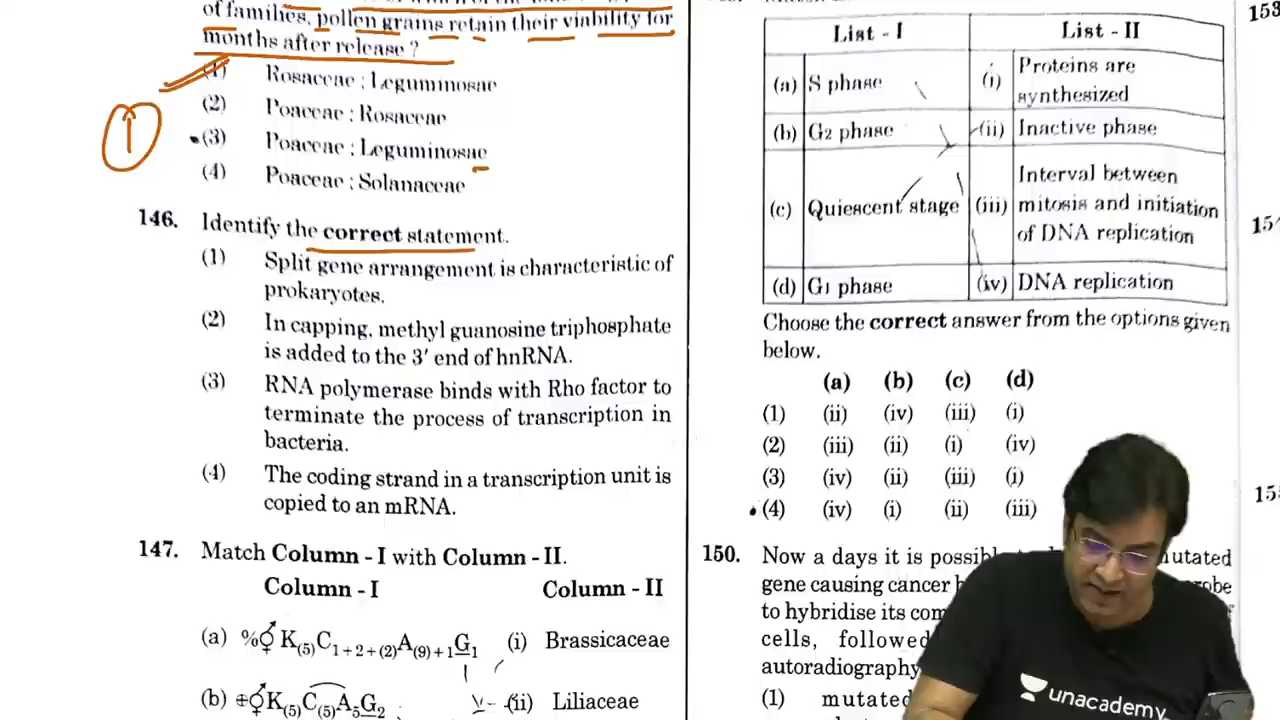 of families, pollen grains retain their viability for
months after release ?
(1) Rosaceae ; Leguminosae
(2) Poaceae ; Rosaceae
(3) Poaceae ; Leguminosae
(4) Poaceae ; Solanaceae
1
146. Identify the correct statement.
(1) Split gene arrangement is characteristic of
prokaryotes.
(2) In capping, methyl guanosine triphosphate
is added to the 3′ end of hnRNA.
(3) RNA polymerase binds with Rho factor to
terminate the process of transcription in
bacteria.
(4) The coding strand in a transcription unit is
copied to an mRNA.
147. Match Column - I with Column - II.
Column - I Column - II
(a) %⚥K(5)C1+2+(2)A(9)+1G1 (i) Brassicaceae
(b) ⊕⚥K(5)C(5)A5G2 (ii) Liliaceae
List - I List - II
(a) S phase (i) Proteins are
synthesized
(b) G2 phase (ii) Inactive phase
(c) Quiescent stage (iii) Interval between
mitosis and initiation
of DNA replication
(d) G1 phase (iv) DNA replication
Choose the correct answer from the options given
below.
(a) (b) (c) (d)
(1) (ii) (iv) (iii) (i)
(2) (iii) (ii) (i) (iv)
(3) (iv) (ii) (iii) (i)
(4) (iv) (i) (ii) (iii)
150. Now a days it is possible mutated
gene causing cancer
to hybridise its
cells, followed
autoradiography
(1) mutated
153
unacademy